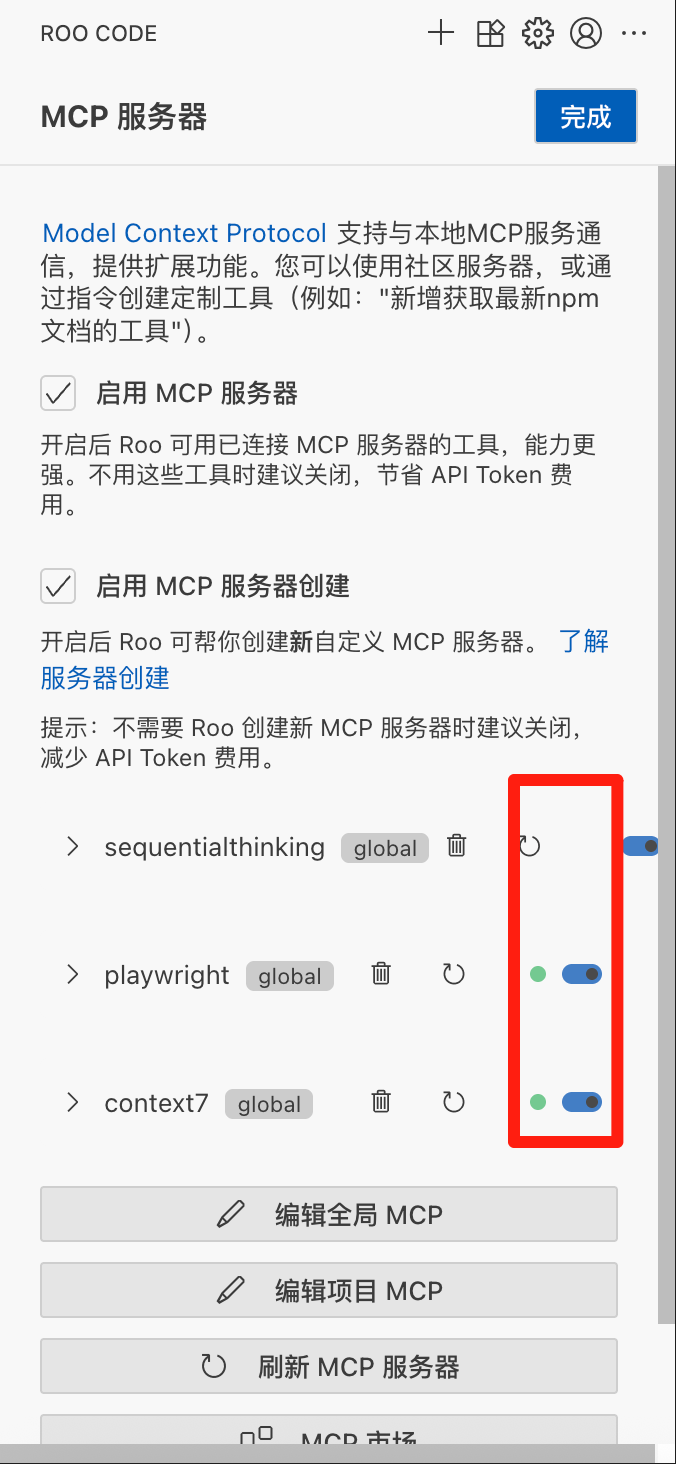 ROO CODE
MCP 服务器
完成
Model Context Protocol 支持与本地MCP服务通
信，提供扩展功能。您可以使用社区服务器，或通
过指令创建定制工具（例如："新增获取最新npm
文档的工具"）。
启用 MCP 服务器
开启后 Roo 可用已连接 MCP 服务器的工具，能力更
强。不用这些工具时建议关闭，节省 API Token 费
用。
启用 MCP 服务器创建
开启后 Roo 可帮你创建新自定义 MCP 服务器。 了解
服务器创建
提示：不需要 Roo 创建新 MCP 服务器时建议关闭，
减少 API Token 费用。
sequentialthinking global
playwright global
context7 global
编辑全局 MCP
编辑项目 MCP
刷新 MCP 服务器
MCP 市场